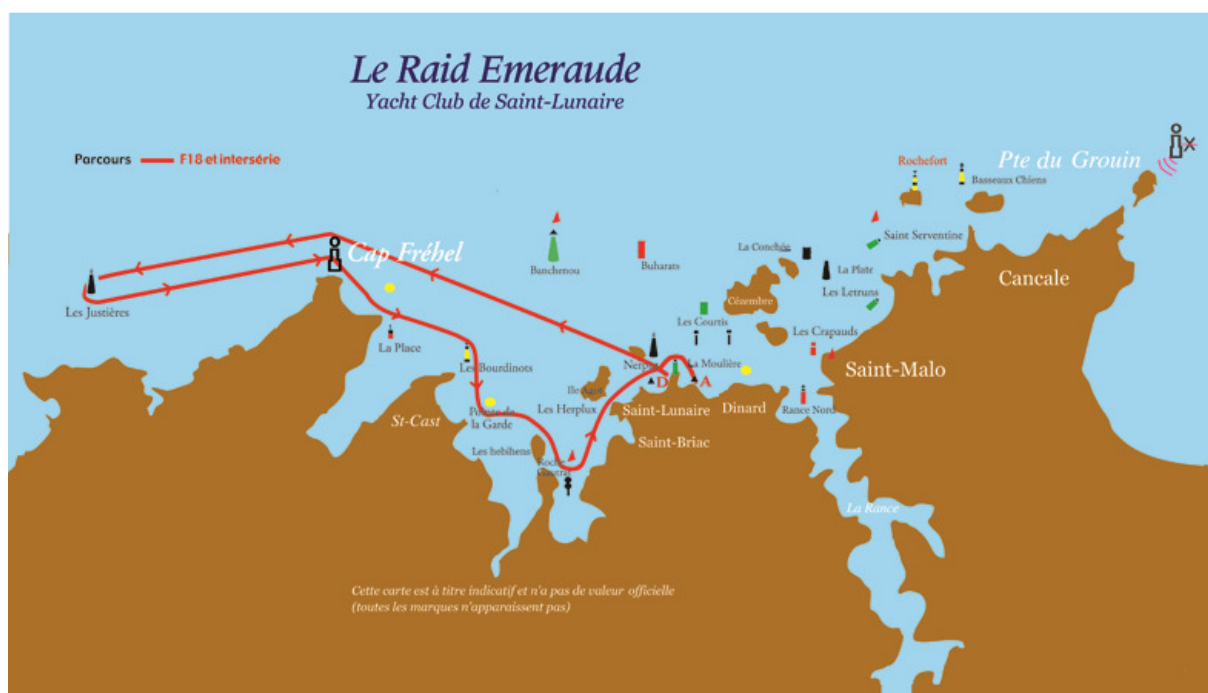 Le Raid Emeraude
Yacht Club de Saint-Lunaire
Parcours
F18 et intersérie
Pte du Grouin
Rochefort
Basseaux Chiens
Cap Fréhel
Banchenou
Buharats
La Conchée
Saint Serventine
La Plate
Cancale
Les Letruns
Cézembre
Les Justières
Les Courtis
Les Crapauds
La Place
Les Bourdinots
La Moulière
Saint-Malo
D
A
Ile Agot
St-Cast
Pointe de
la Garde
Les Herplux
Saint-Lunaire
Dinard
Rance Nord
Saint-Briac
Les hebihens
Roche
La Rance
Cette carte est à titre indicatif et n'a pas de valeur officielle
(toutes les marques n'apparaissent pas)